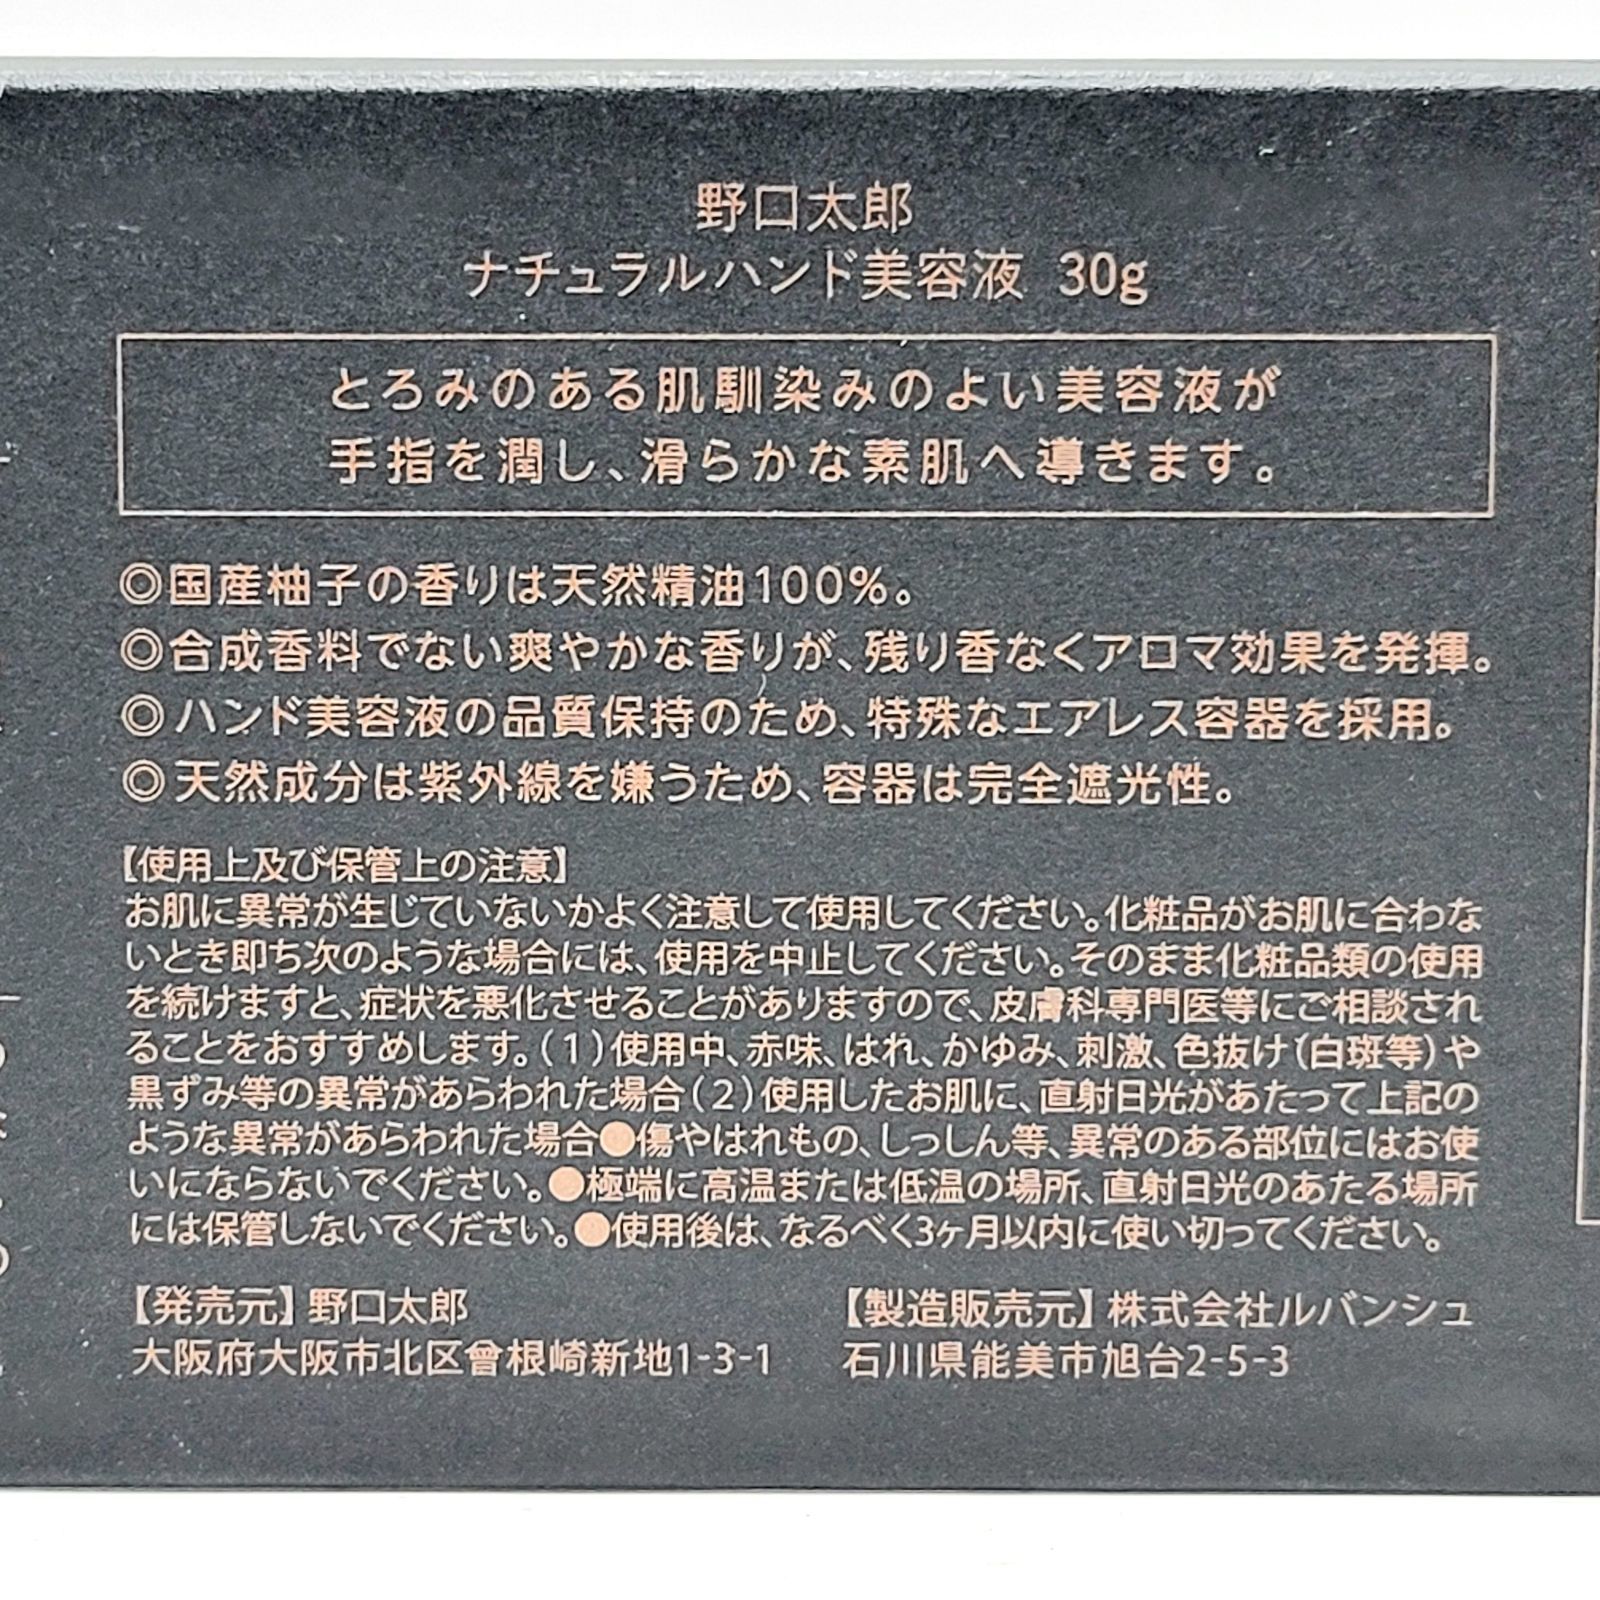 野口太郎
ナチュラルハンド美容液 30g
とろみのある肌馴染みのよい美容液が
手指を潤し、滑らかな素肌へ導きます。
◎国産柚子の香りは天然精油100%。
◎合成香料でない爽やかな香りが、残り香なくアロマ効果を発揮。
◎ハンド美容液の品質保持のため、特殊なエアレス容器を採用。
◎天然成分は紫外線を嫌うため、容器は完全遮光性。
【使用上及び保管上の注意】
お肌に異常が生じていないかよく注意して使用してください。化粧品がお肌に合わな
いとき即ち次のような場合には、使用を中止してください。そのまま化粧品類の使用
を続けますと、症状を悪化させることがありますので、皮膚科専門医等にご相談され
ることをおすすめします。(1)使用中、赤味、はれ、かゆみ、刺激、色抜け(白斑等)や
黒ずみ等の異常があらわれた場合(2)使用したお肌に、直射日光があたって上記の
ような異常があらわれた場合●傷やはれもの、しっしん等、異常のある部位にはお使
いにならないでください。●極端に高温または低温の場所、直射日光のあたる場所
には保管しないでください。●使用後は、なるべく3ヶ月以内に使い切ってください。
【発売元】野口太郎
大阪府大阪市北区曾根崎新地1-3-1
【製造販売元】株式会社ルバンシュ
石川県能美市旭台2-5-3